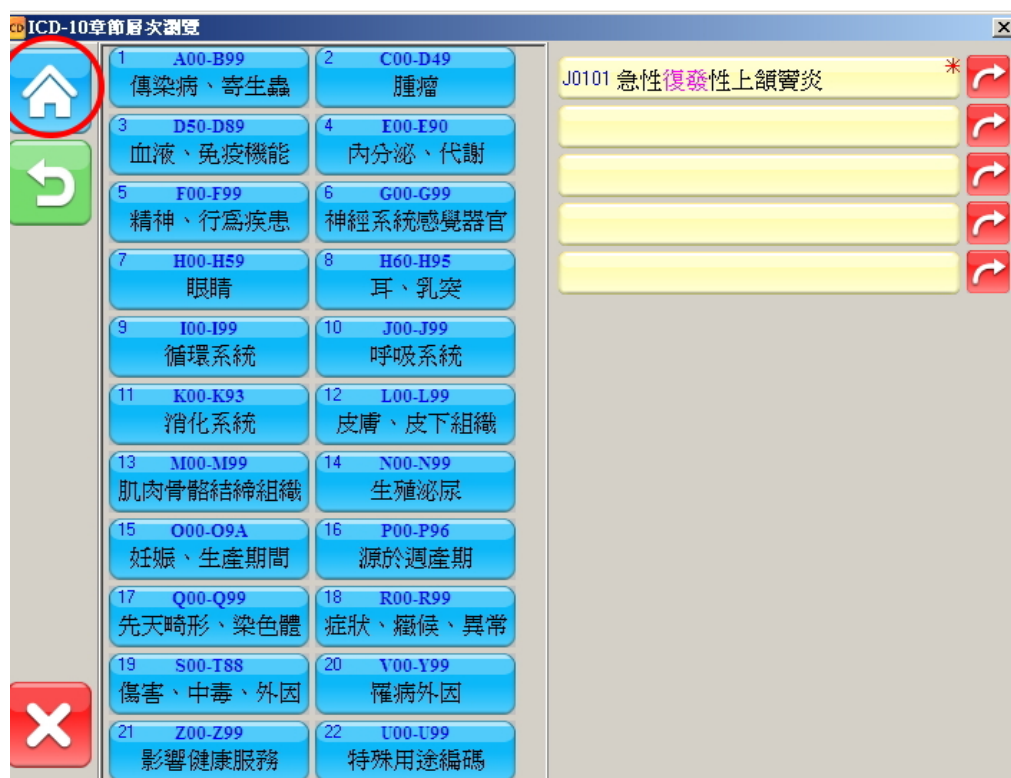 ICD-10章節層次瀏覽
1 A00-B99
傳染病、寄生蟲
2 C00-D49
腫瘤
3 D50-D89
血液、免疫機能
4 E00-E90
內分泌、代謝
5 F00-F99
精神、行為疾患
6 G00-G99
神經系統感覺器官
7 H00-H59
眼睛
8 H60-H95
耳、乳突
9 I00-I99
循環系統
10 J00-J99
呼吸系統
11 K00-K93
消化系統
12 L00-L99
皮膚、皮下組織
13 M00-M99
肌肉骨骼結締組織
14 N00-N99
生殖泌尿
15 O00-O9A
妊娠、生產期間
16 P00-P96
源於週產期
17 Q00-Q99
先天畸形、染色體
18 R00-R99
症狀、癥候、異常
19 S00-T88
傷害、中毒、外因
20 V00-Y99
罹病外因
21 Z00-Z99
影響健康服務
22 U00-U99
特殊用途編碼
J0101 急性復發性上頷竇炎 *